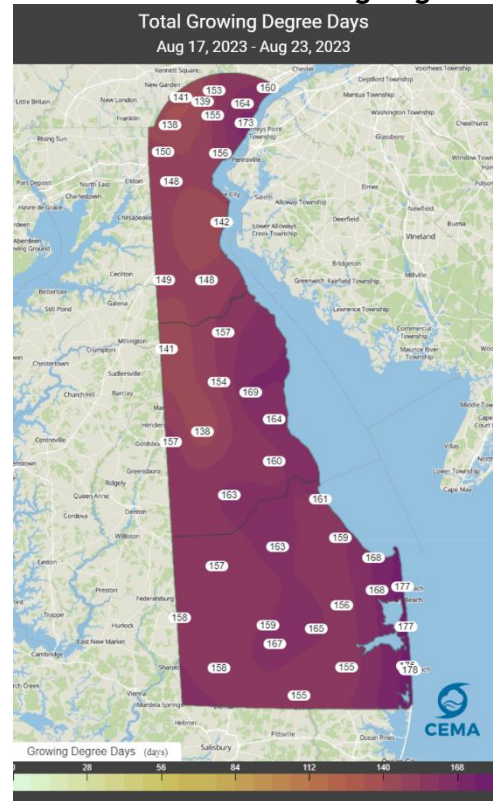 Total Growing Degree Days
Aug 17, 2023 - Aug 23, 2023
Kennett Square
Chester
Voorhees Township
New Garden
153
160
Deptford Township
Little Britain
New London
141
139
164
Mantua Township
Washington Township
Franklin
138
155
173
Cheslhurst
Rising Sun
Glassboro
150
156
Pennsville
Winslow Town
Port Deposit
North East
Elkton
148
Salem
Alloway Township
Elmer
Charlestown
Havre de Grace
Newfield
Chesapeake
142
Lower Alloways
Creek Township
Deerfield
Buena
Vineland
Bridgeton
Cecilton
149
148
Greenwich
Fairfield Township
Millville
Betterton
Galena
Still Pond
Lawrence Township
157
Commercial
Township
Millington
141
Maurice River
Township
Crumpton
Chestertown
Sudlersville
154
Church Hill
Barclay
169
164
138
Centreville
157
Villas
Greensboro
160
Lower Township
Cape May
Ridgely
163
161
Queen Anne
Denton
Cordova
159
Williston
163
168
Easton
157
168
177
Preston
Federalsburg
156
Beach
Trappe
158
Hurlock
159
165
177
East New Market
167
Cambridge
158
155
178
Vienna
155
Mardela Springs
Hebron
Pittsville
Ocean Pines
CEMA
Salisbury
Growing Degree Days (days)
28
56
84
112
140
168